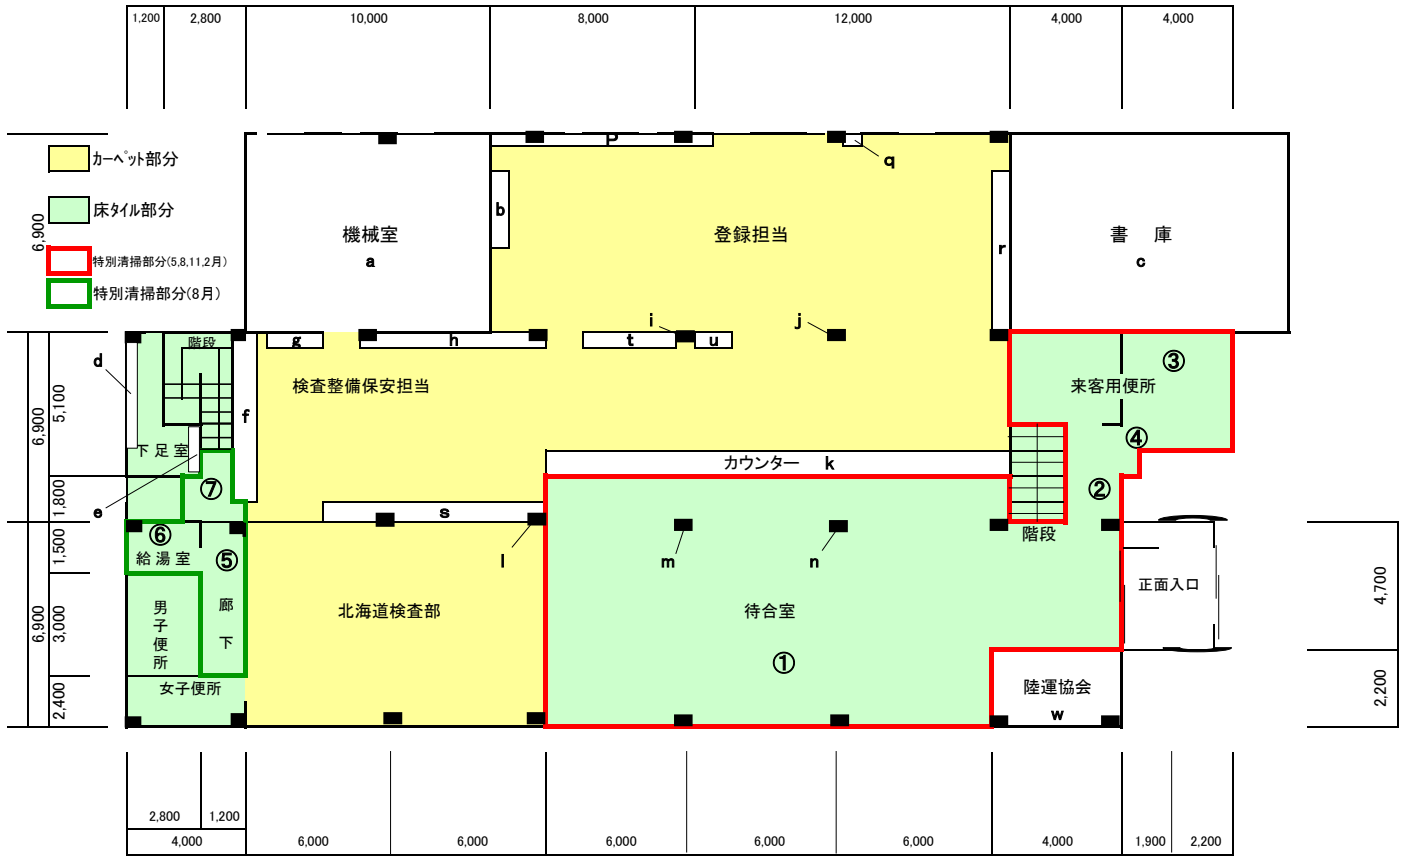 1,200 2,800 10,000 8,000 12,000 4,000 4,000
カーペット部分
床タイル部分
特別清掃部分(5,8,11,2月)
特別清掃部分(8月)
6,900
p
q
b
機械室
a
登録担当
r
書 庫
c
i
j
階段
g
h
t
u
d
検査整備保安担当
f
来客用便所
③
④
下足室
カウンター k
6,900
5,100
1,800
⑦
②
e
s
⑥
給湯室
⑤
l
m
n
階段
1,500
正面入口
4,700
男子便所
廊下
北海道検査部
待合室
6,900
3,000
①
女子便所
陸運協会
w
2,400
2,200
2,800 1,200
4,000 6,000 6,000 6,000 6,000 6,000 4,000 1,900 2,200